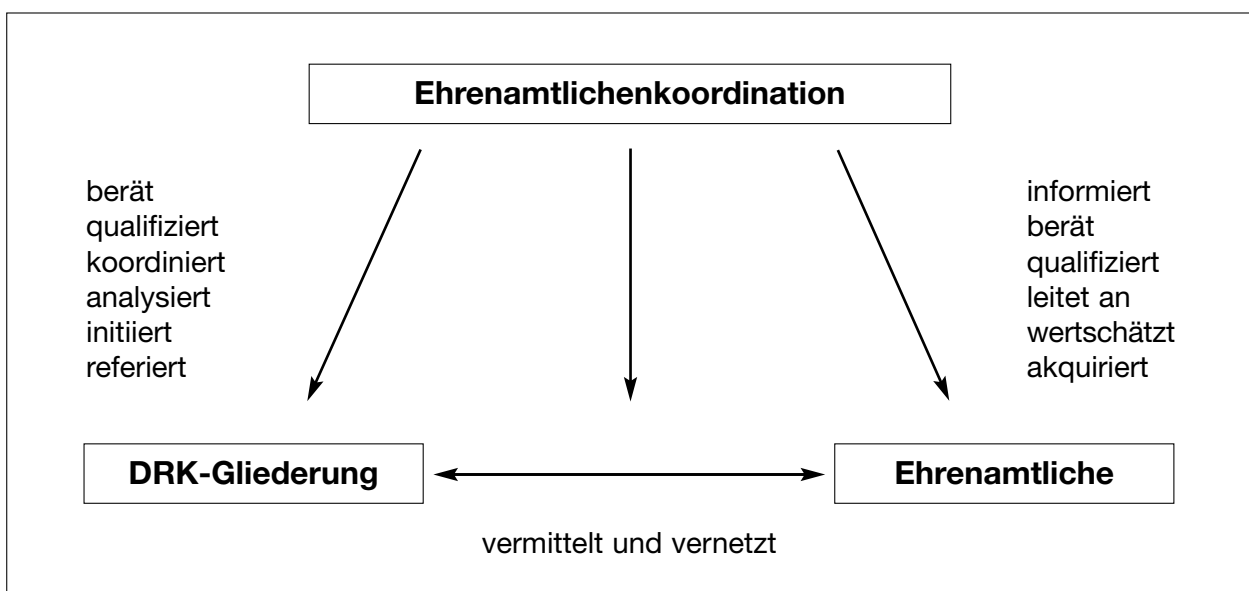 Ehrenamtlichenkoordination
berät
qualifiziert
koordiniert
analysiert
initiiert
referiert
informiert
berät
qualifiziert
leitet an
wertschätzt
akquiriert
DRK-Gliederung
Ehrenamtliche
vermittelt und vernetzt